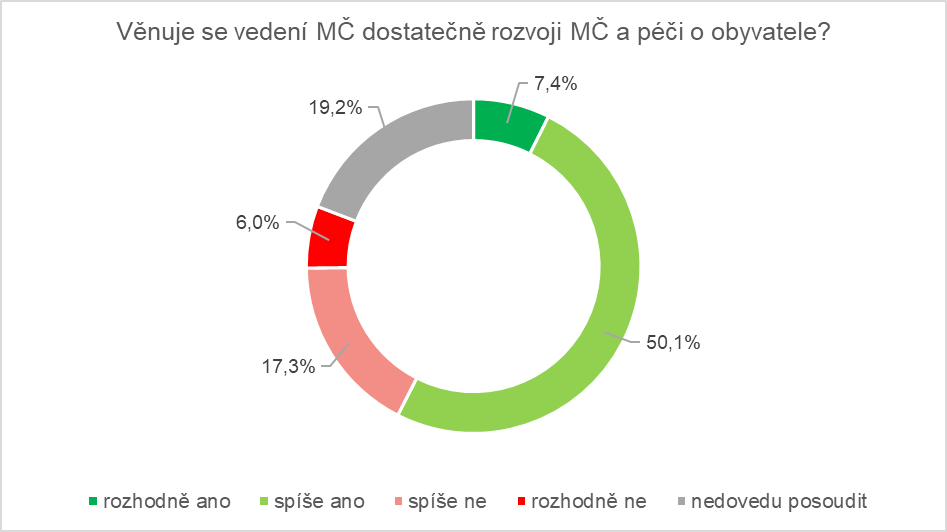 Věnuje se vedení MČ dostatečně rozvoji MČ a péči o obyvatele?
7,4%
19,2%
6,0%
50,1%
17,3%
rozhodně ano spíše ano spíše ne rozhodně ne nedovedu posoudit